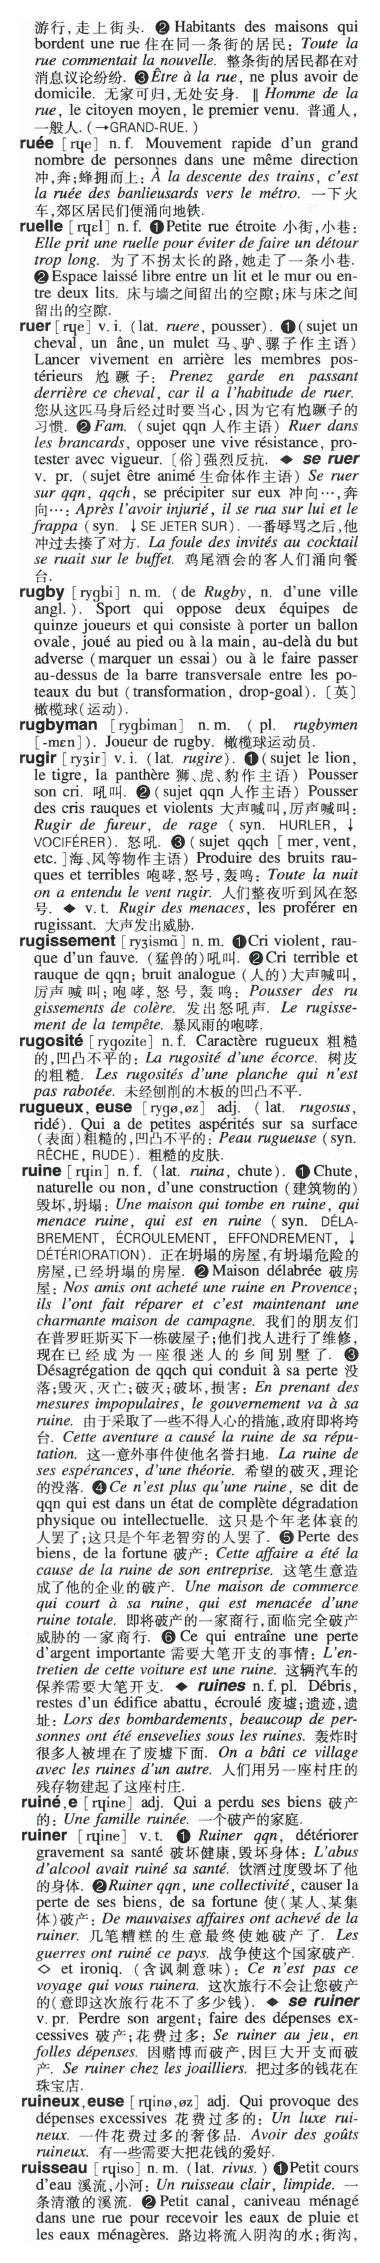 游行,走上街头. ❷ Habitants des maisons qui
bordent une rue 住在同一条街的居民: Toute la
rue commentait la nouvelle. 整条街的居民都在对
消息议论纷纷. ❸ Être à la rue, ne plus avoir de
domicile. 无家可归,无处安身. ‖ Homme de la
rue, le citoyen moyen, le premier venu. 普通人,
一般人. (→GRAND-RUE. )
ruée [rɥe] n. f. Mouvement rapide d'un grand
nombre de personnes dans une même direction
冲,奔;蜂拥而上: À la descente des trains, c'est
la ruée des banlieusards vers le métro. 一下火
车,郊区居民们便涌向地铁.
ruelle [rɥɛl] n. f. ❶ Petite rue étroite 小街,小巷:
Elle prit une ruelle pour éviter de faire un détour
trop long. 为了不拐太长的路,她走了一条小巷.
❷ Espace laissé libre entre un lit et le mur ou en-
tre deux lits. 床与墙之间留出的空隙;床与床之间
留出的空隙.
ruer [rɥe] v. i. (lat. ruere, pousser). ❶ (sujet un
cheval, un âne, un mulet 马、驴、骡子作主语)
Lancer vivement en arrière les membres pos-
térieurs 尥蹶子: Prenez garde en passant
derrière ce cheval, car il a l'habitude de ruer.
您从这匹马身后经过时要当心,因为它有尥蹶子的
习惯. ❷ Fam. (sujet qqn 人作主语) Ruer dans
les brancards, opposer une vive résistance, pro-
tester avec vigueur. [俗]强烈反抗. ◆ se ruer
v. pr. (sujet être animé 生命体作主语) Se ruer
sur qqn, qqch, se précipiter sur eux 冲向…,奔
向…: Après l'avoir injurié, il se rua sur lui et le
frappa (syn. ↓ SE JETER SUR). 一番辱骂之后,他
冲过去揍了对方. La foule des invités au cocktail
se ruait sur le buffet. 鸡尾酒会的客人们涌向餐
台.
rugby [rygbi] n. m. (de Rugby, n. d'une ville
angl. ). Sport qui oppose deux équipes de
quinze joueurs et qui consiste à porter un ballon
ovale, joué au pied ou à la main, au-delà du but
adverse (marquer un essai) ou à le faire passer
au-dessus de la barre transversale entre les po-
teaux du but (transformation, drop-goal). [英]
橄榄球(运动).
rugbyman [rygbiman] n. m. ( pl. rugbymen
[-mɛn]). Joueur de rugby. 橄榄球运动员.
rugir [ryʒir] v. i. (lat. rugire). ❶ (sujet le lion,
le tigre, la panthère 狮、虎、豹作主语) Pousser
son cri. 吼叫. ❷ (sujet qqn 人作主语) Pousser
des cris rauques et violents 大声喊叫,厉声喊叫:
Rugir de fureur, de rage ( syn. HURLER, ↓
VOCIFÉRER). 怒吼. ❸ (sujet qqch [mer, vent,
etc. ]海、风等物作主语) Produire des bruits rau-
ques et terribles 咆哮,怒号,轰鸣: Toute la nuit
on a entendu le vent rugir. 人们整夜听到风在怒
号. ◆ v. t. Rugir des menaces, les proférer en
rugissant. 大声发出威胁.
rugissement [ryʒismɑ̃] n. m. ❶ Cri violent, rau-
que d'un fauve. (猛兽的)吼叫. ❷ Cri terrible et
rauque de qqn; bruit analogue (人的)大声喊叫,
厉声喊叫;咆哮,怒号,轰鸣: Pousser des ru
gissements de colère. 发出怒吼声. Le rugisse-
ment de la tempête. 暴风雨的咆哮.
rugosité [rygozite] n. f. Caractère rugueux 粗糙
的,凹凸不平的: La rugosité d'une écorce. 树皮
的粗糙. Les rugosités d'une planche qui n'est
pas rabotée. 未经刨削的木板的凹凸不平.
rugueux, euse [rygø,øz] adj. ( lat. rugosus,
ridé). Qui a de petites aspérités sur sa surface
(表面)粗糙的,凹凸不平的: Peau rugueuse (syn.
RÊCHE, RUDE). 粗糙的皮肤.
ruine [rɥin] n. f. (lat. ruina, chute). ❶ Chute,
naturelle ou non, d'une construction (建筑物的)
毁坏,坍塌: Une maison qui tombe en ruine, qui
menace ruine, qui est en ruine ( syn. DÉLA-
BREMENT, ÉCROULEMENT, EFFONDREMENT, ↓
DÉTÉRIORATION). 正在坍塌的房屋,有坍塌危险的
房屋,已经坍塌的房屋. ❷ Maison délabrée 破房
屋: Nos amis ont acheté une ruine en Provence;
ils l'ont fait réparer et c'est maintenant une
charmante maison de campagne. 我们的朋友们
在普罗旺斯买下一栋破屋子;他们找人进行了维修,
现在已经成为一座很迷人的乡间别墅了. ❸
Désagrégation de qqch qui conduit à sa perte 没
落;毁灭,灭亡;破灭;破坏,损害: En prenant des
mesures impopulaires, le gouvernement va à sa
ruine. 由于采取了一些不得人心的措施,政府即将垮
台. Cette aventure a causé la ruine de sa répu-
tation. 这一意外事件使他名誉扫地. La ruine de
ses espérances, d'une théorie. 希望的破灭,理论
的没落. ❹ Ce n'est plus qu'une ruine, se dit de
qqn qui est dans un état de complète dégradation
physique ou intellectuelle. 这只是个年老体衰的
人罢了;这只是个年老智穷的人罢了. ❺ Perte des
biens, de la fortune 破产: Cette affaire a été la
cause de la ruine de son entreprise. 这笔生意造
成了他的企业的破产. Une maison de commerce
qui court à sa ruine, qui est menacée d'une
ruine totale. 即将破产的一家商行,面临完全破产
威胁的一家商行. ❻ Ce qui entraîne une perte
d'argent importante 需要大笔开支的事情: L'en-
tretien de cette voiture est une ruine. 这辆汽车的
保养需要大笔开支. ◆ ruines n. f. pl. Débris,
restes d'un édifice abattu, écroulé 废墟;遗迹,遗
址: Lors des bombardements, beaucoup de per-
sonnes ont été ensevelies sous les ruines. 轰炸时
很多人被埋在了废墟下面. On a bâti ce village
avec les ruines d'un autre. 人们用另一座村庄的
残存物建起了这座村庄.
ruiné,e [rɥine] adj. Qui a perdu ses biens 破产
的: Une famille ruinée. 一个破产的家庭.
ruiner [rɥine] v. t. ❶ Ruiner qqn, détériorer
gravement sa santé 破坏健康,毁坏身体: L'abus
d'alcool avait ruiné sa santé. 饮酒过度毁坏了他
的身体. ❷ Ruiner qqn, une collectivité, causer la
perte de ses biens, de sa fortune 使(某人、某集
体)破产: De mauvaises affaires ont achevé de la
ruiner. 几笔糟糕的生意最终使她破产了. Les
guerres ont ruiné ce pays. 战争使这个国家破产.
◇ et ironiq. (含讽刺意味): Ce n'est pas ce
voyage qui vous ruinera. 这次旅行不会让您破产
的(意即这次旅行花不了多少钱). ◆ se ruiner
v. pr. Perdre son argent; faire des dépenses ex-
cessives 破产;花费过多: Se ruiner au jeu, en
folles dépenses. 因赌博而破产,因巨大开支而破
产. Se ruiner chez les joailliers. 把过多的钱花在
珠宝店.
ruineux,euse [rɥinø,øz] adj. Qui provoque des
dépenses excessives 花费过多的: Un luxe rui-
neux. 一件花费过多的奢侈品. Avoir des goûts
ruineux. 有一些需要大把花钱的爱好.
ruisseau [rɥiso] n. m. (lat. rivus. ) ❶ Petit cours
d'eau 溪流,小河: Un ruisseau clair, limpide. 一
条清澈的溪流. ❷ Petit canal, caniveau ménagé
dans une rue pour recevoir les eaux de pluie et
les eaux ménagères. 路边将流入阴沟的水;街沟,